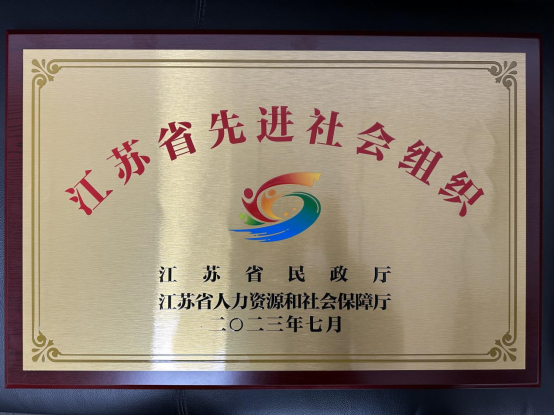 江苏省先进社会组织
江苏省民政厅
江苏省人力资源和社会保障厅
二〇二三年七月